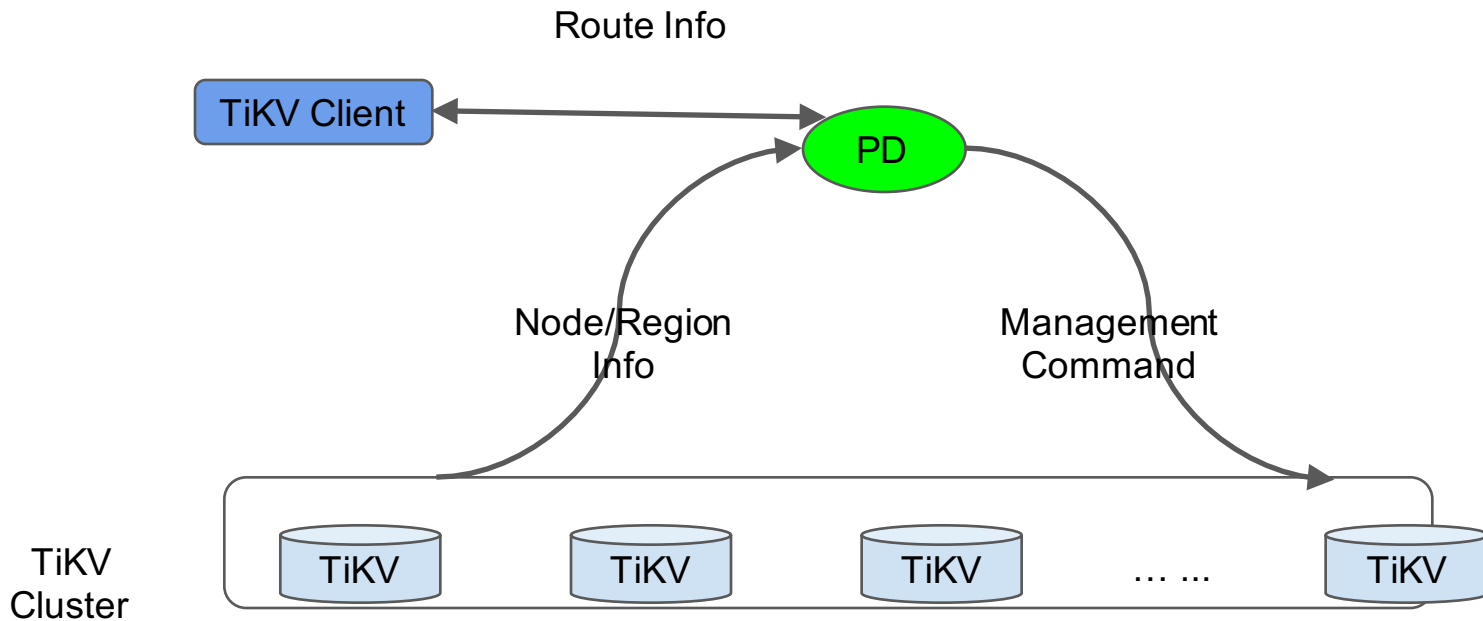 Route Info
TiKV Client
PD
Node/Region
Info
Management
Command
TiKV
Cluster
TiKV
TiKV
TiKV
... ...
TiKV